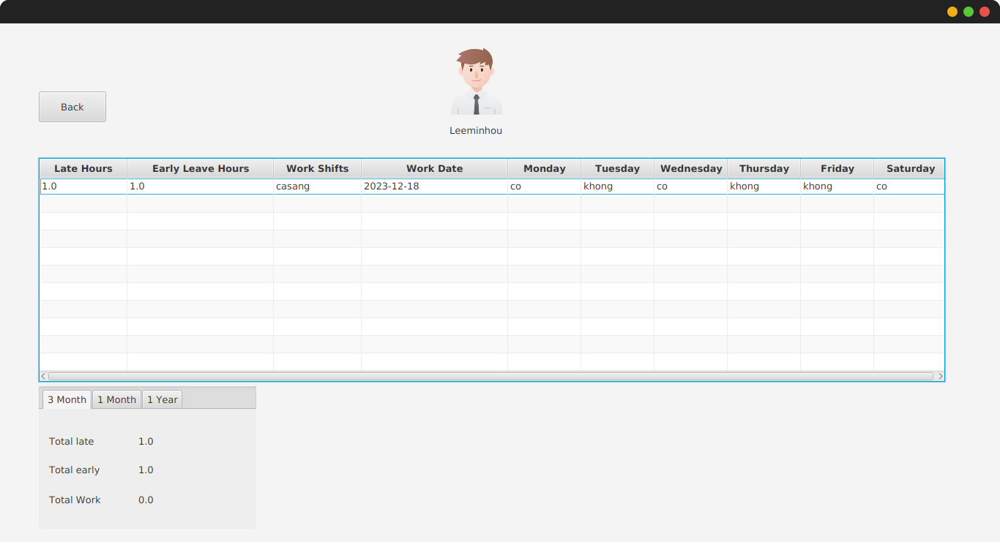 Back
Leeminhou
Late Hours Early Leave Hours Work Shifts Work Date Monday Tuesday Wednesday Thursday Friday Saturday
1.0 1.0 casang 2023-12-18 co khong co khong khong co
3 Month 1 Month 1 Year
Total late 1.0
Total early 1.0
Total Work 0.0